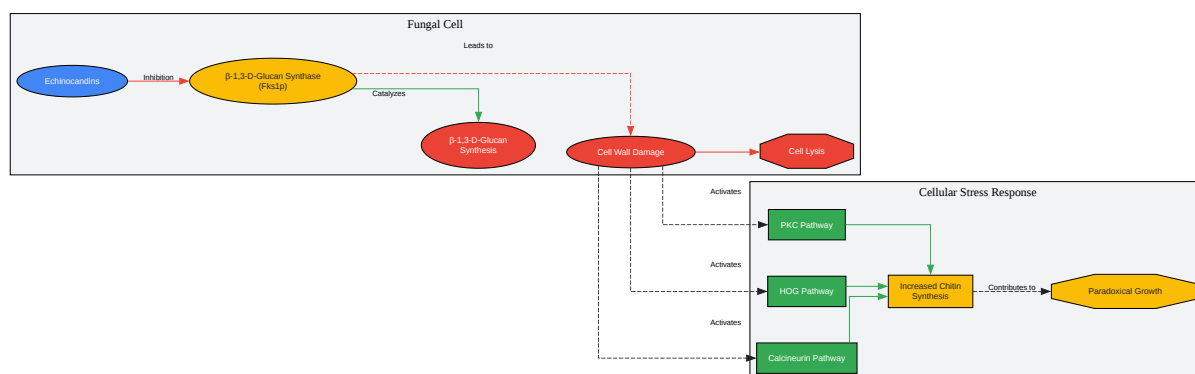 Fungal Cell
Leads to
Echinocandins
Inhibition
β-1,3-D-Glucan Synthase
(Fks1p)
Catalyzes
β-1,3-D-Glucan
Synthesis
Cell Wall Damage
Cell Lysis
Activates
Cellular Stress Response
PKC Pathway
Activates
HOG Pathway
Increased Chitin
Synthesis
Contributes to
Paradoxical Growth
Activates
Calcineurin Pathway